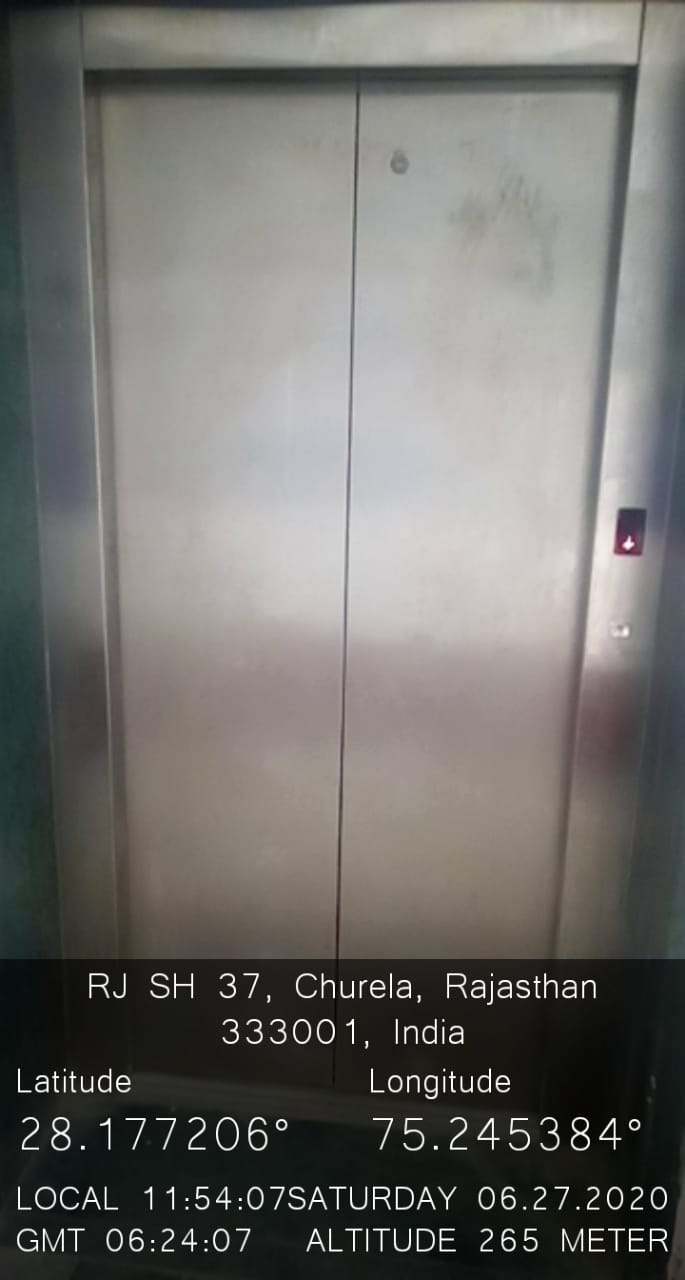 RJ SH 37, Churela, Rajasthan
333001, India
Latitude Longitude
28.177206° 75.245384°
LOCAL 11:54:07SATURDAY 06.27.2020
GMT 06:24:07 ALTITUDE 265 METER